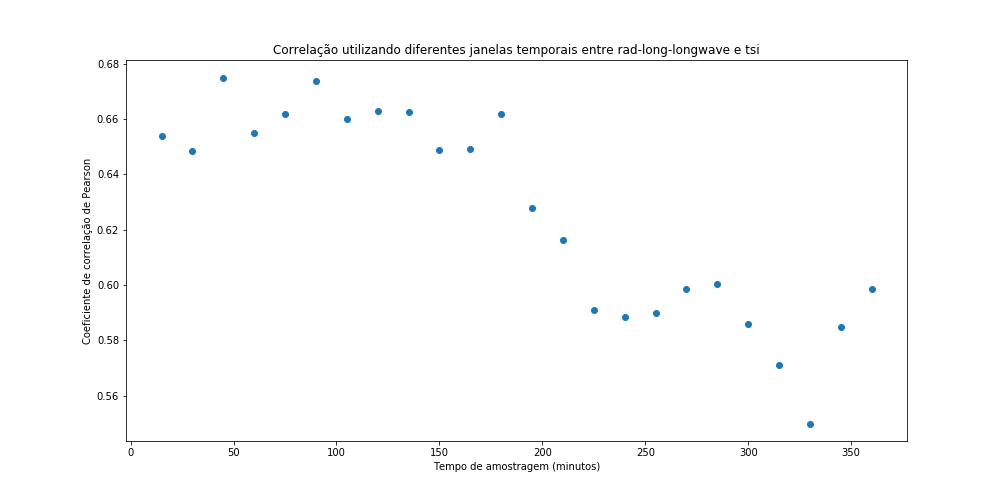 Correlação utilizando diferentes janelas temporais entre rad-long-longwave e tsi
0.68
0.66
0.64
0.62
0.60
0.58
0.56
Coeficiente de correlação de Pearson
0 50 100 150 200 250 300 350
Tempo de amostragem (minutos)